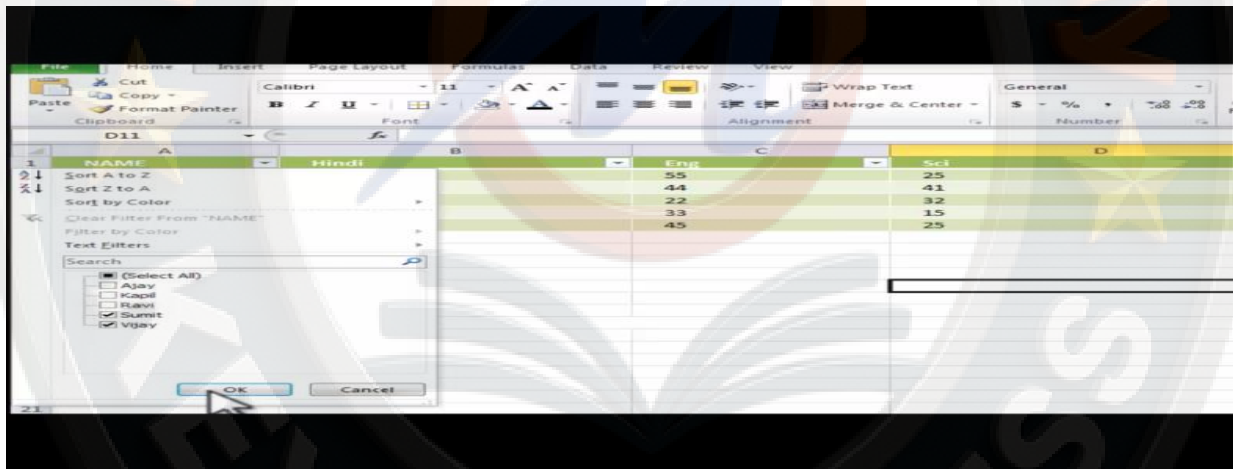 File Home Insert Page Layout Formulas Data Review View
Cut
Copy
Paste
Format Painter
Clipboard
Calibri 11 A A
B I U A
Font
Wrap Text
Merge & Center
Alignment
General
$ % ,
Number
D11 fx
A B C D
1 NAME Hindi Eng Sci
Sort A to Z 55 25
Sort Z to A 44 41
Sort by Color 22 32
Clear Filter From "NAME" 33 15
Filter by Color 45 25
Text Filters
Search
(Select All)
Ajay
Kapil
Ravi
Sumit
Vijay
OK Cancel
21